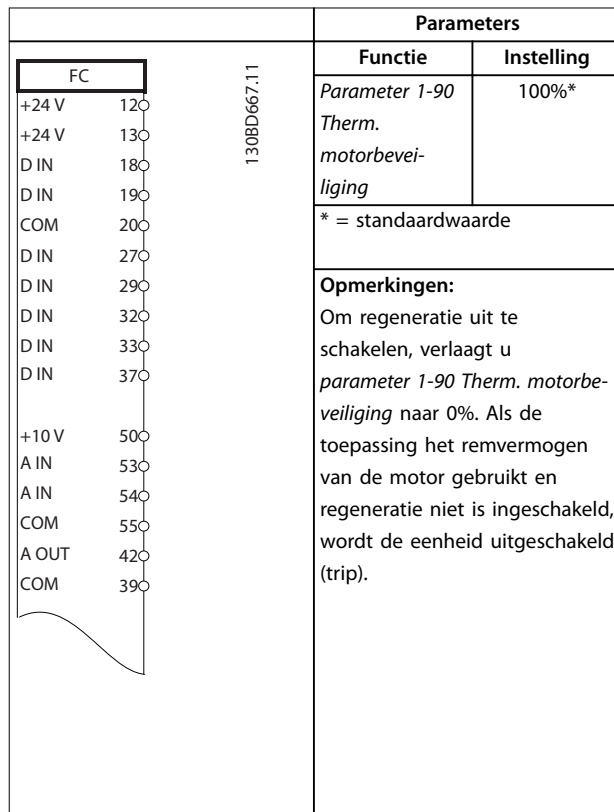 FC
+24 V 12
+24 V 13
D IN 18
D IN 19
COM 20
D IN 27
D IN 29
D IN 32
D IN 33
D IN 37
+10 V 50
A IN 53
A IN 54
COM 55
A OUT 42
COM 39
130BD667.11
Parameters
Functie Instelling
Parameter 1-90 100%*
Therm.
motorbevei-
liging
* = standaardwaarde
Opmerkingen:
Om regeneratie uit te
schakelen, verlaagt u
parameter 1-90 Therm. motorbe-
veiliging naar 0%. Als de
toepassing het remvermogen
van de motor gebruikt en
regeneratie niet is ingeschakeld,
wordt de eenheid uitgeschakeld
(trip).